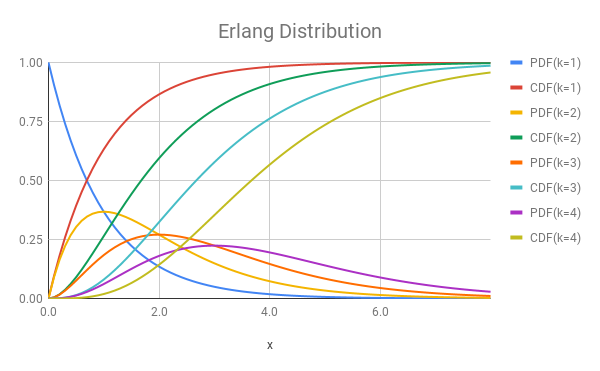 Erlang Distribution
1.00
0.75
0.50
0.25
0.00
0.0
2.0
4.0
6.0
x
PDF(k=1)
CDF(k=1)
PDF(k=2)
CDF(k=2)
PDF(k=3)
CDF(k=3)
PDF(k=4)
CDF(k=4)